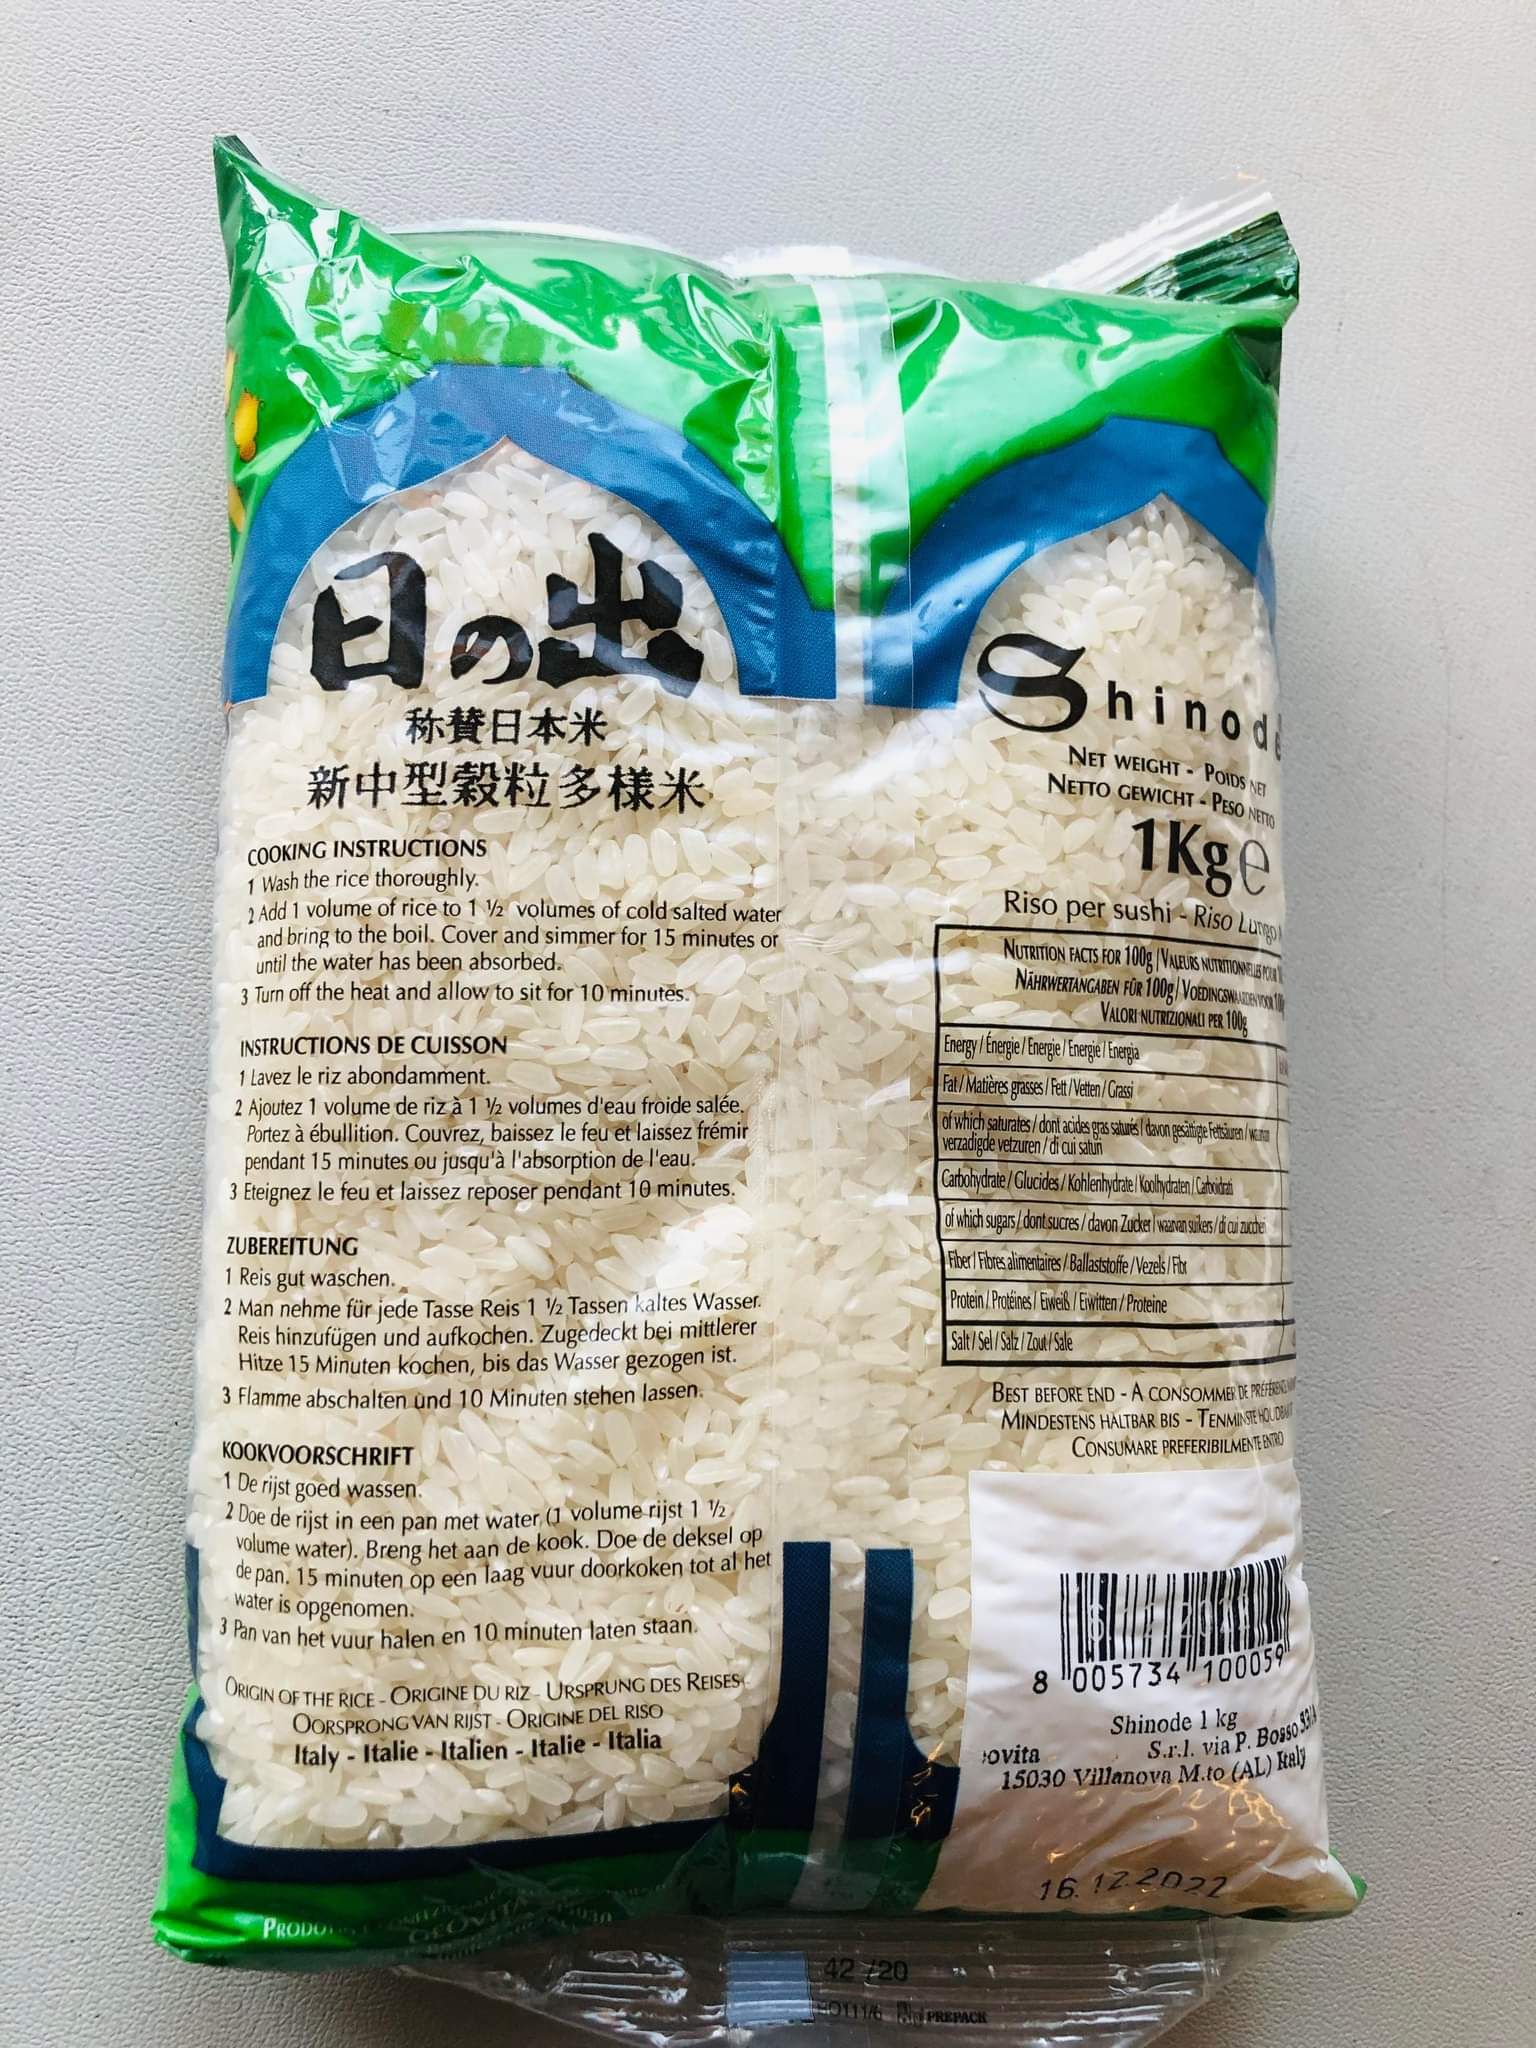 日の出
称賛日本米
新中型穀粒多様米
COOKING INSTRUCTIONS
1 Wash the rice thoroughly.
2 Add 1 volume of rice to 1 ½ volumes of cold salted water
and bring to the boil. Cover and simmer for 15 minutes or
until the water has been absorbed.
3 Turn off the heat and allow to sit for 10 minutes.
INSTRUCTIONS DE CUISSON
1 Lavez le riz abondamment.
2 Ajoutez 1 volume de riz à 1 ½ volumes d'eau froide salée.
Portez à ébullition. Couvrez, baissez le feu et laissez frémir
pendant 15 minutes ou jusqu'à l'absorption de l'eau.
3 Eteignez le feu et laissez reposer pendant 10 minutes.
ZUBEREITUNG
1 Reis gut waschen.
2 Man nehme für jede Tasse Reis 1 ½ Tassen kaltes Wasser.
Reis hinzufügen und aufkochen. Zugedeckt bei mittlerer
Hitze 15 Minuten kochen, bis das Wasser gezogen ist.
3 Flamme abschalten und 10 Minuten stehen lassen.
KOOKVOORSCHRIFT
1 De rijst goed wassen.
2 Doe de rijst in een pan met water (1 volume rijst 1 ½
volume water). Breng het aan de kook. Doe de deksel op
de pan. 15 minuten op een laag vuur doorkoken tot al het
water is opgenomen.
3 Pan van het vuur halen en 10 minuten laten staan.
ORIGIN OF THE RICE - ORIGINE DU RIZ - URSPRUNG DES REISES
OORSPRONG VAN RIJST - ORIGINE DEL RISO
Italy - Italie - Italien - Italie - Italia
Shinode
NET WEIGHT - POIDS NET
NETTO GEWICHT - PESO NETTO
1Kg e
Riso per sushi - Riso Lungo
NUTRITION FACTS FOR 100g / VALEURS NUTRITIONNELLES POUR
NÄHRWERTANGABEN FÜR 100g / VOEDINGSWAARDEN VOOR 100g
VALORI NUTRIZIONALI PER 100g
Energy / Énergie / Energie / Energie / Energia
Fat / Matières grasses / Fett / Vetten / Grassi
of which saturates / dont acides gras saturés / davon gesättigte Fettsäuren / waarvan
verzadigde vetzuren / di cui saturi
Carbohydrate / Glucides / Kohlenhydrate / Koolhydraten / Carboidrati
of which sugars / dont sucres / davon Zucker / waarvan suikers / di cui zuccheri
Fiber / Fibres alimentaires / Ballaststoffe / Vezels / Fibr
Protein / Protéines / Eiweiß / Eiwitten / Proteine
Salt / Sel / Salz / Zout / Sale
BEST BEFORE END - A CONSOMMER DE PRÉFÉRENCE
MINDESTENS HALTBAR BIS - TENMINSTE HOUDBAAR
CONSUMARE PREFERIBILMENTE ENTRO
8 005734 100059
Shinode 1 kg
S.r.l. via P. Bosso 53/A
15030 Villanova M.to (AL) Italy
16.12.2022
42 /20
PREPACK